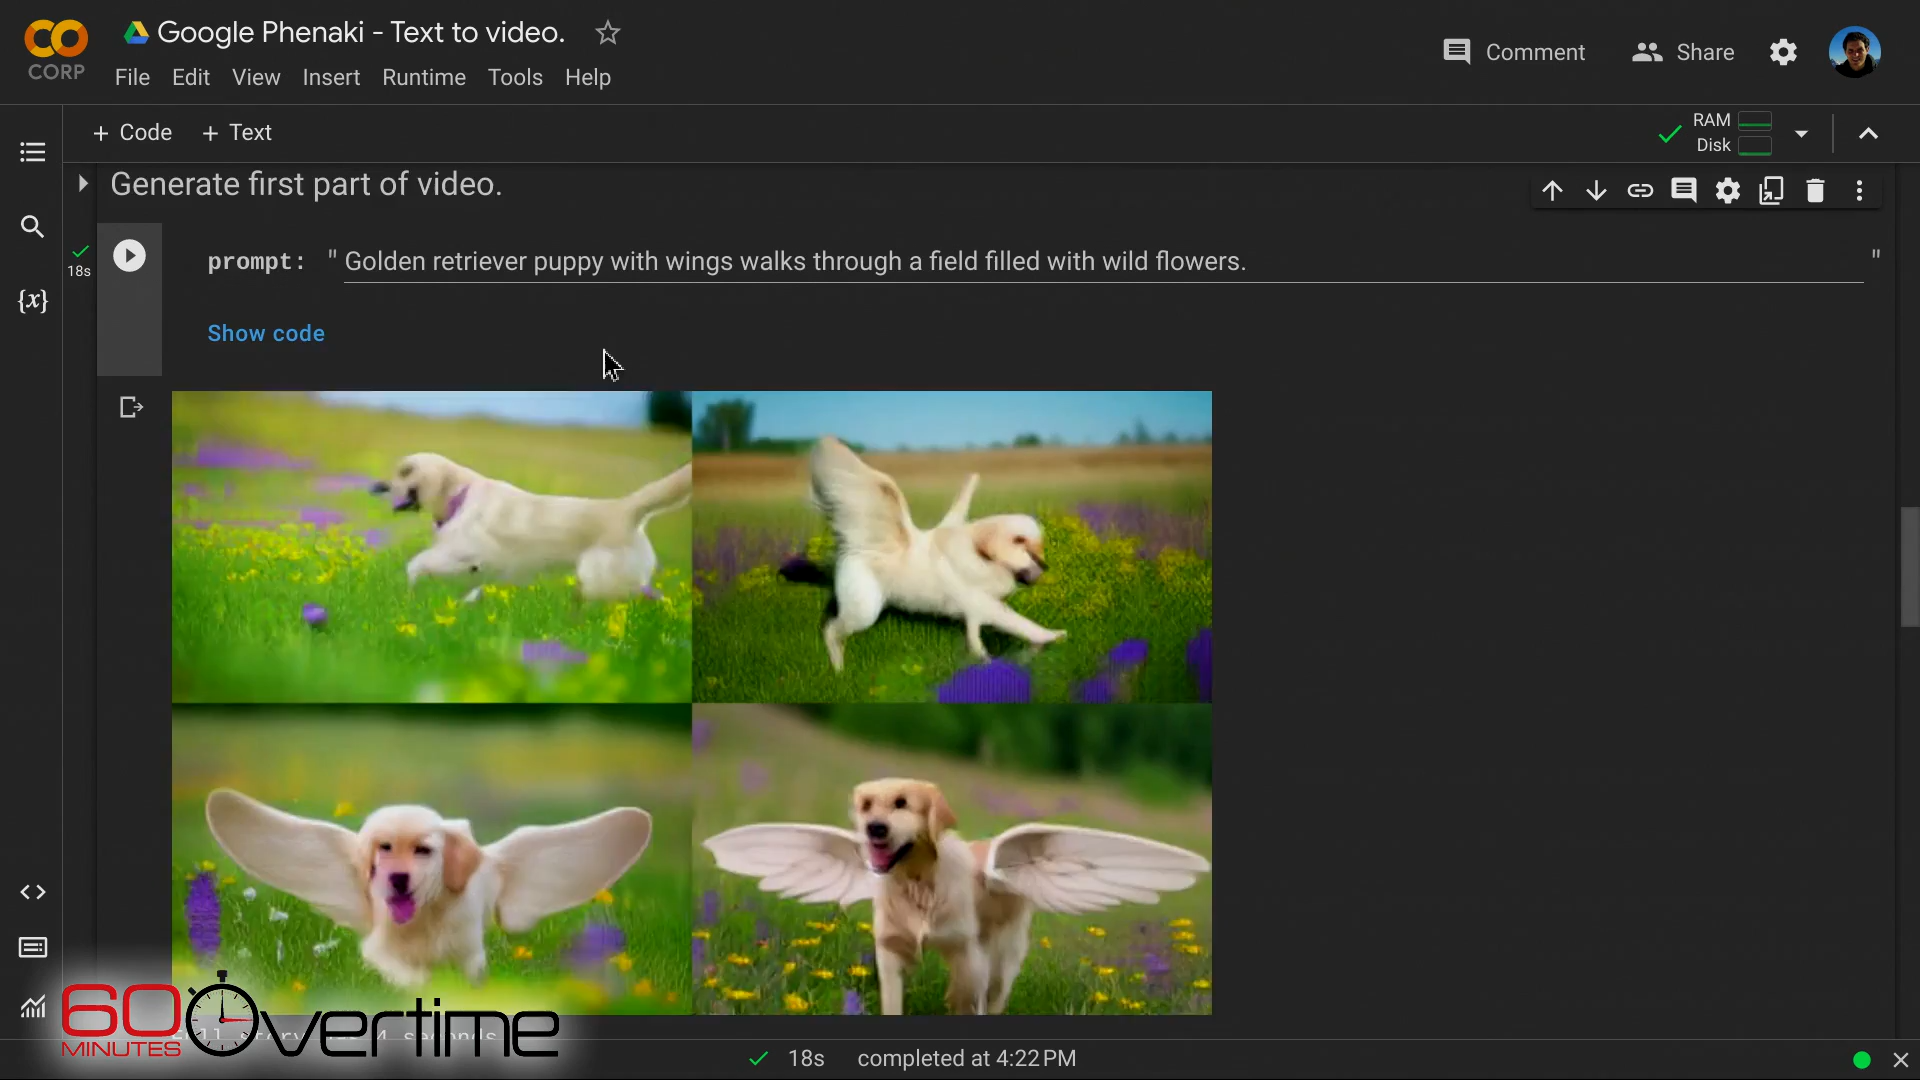 CORP
Google Phenaki - Text to video.
File Edit View Insert Runtime Tools Help
Comment Share
+ Code + Text
RAM
Disk
Generate first part of video.
18s
{x}
prompt: " Golden retriever puppy with wings walks through a field filled with wild flowers. "
Show code
60 MINUTES Overtime
18s completed at 4:22 PM